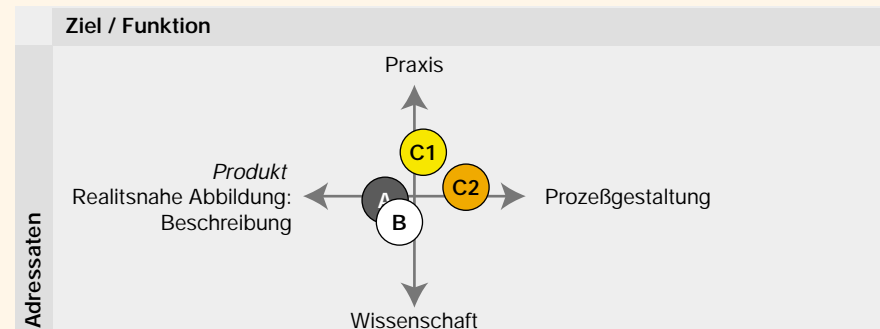 Ziel / Funktion
Praxis
C1
Produkt
Realitsnahe Abbildung:
Beschreibung
A
B
C2
Prozeßgestaltung
Adressaten
Wissenschaft